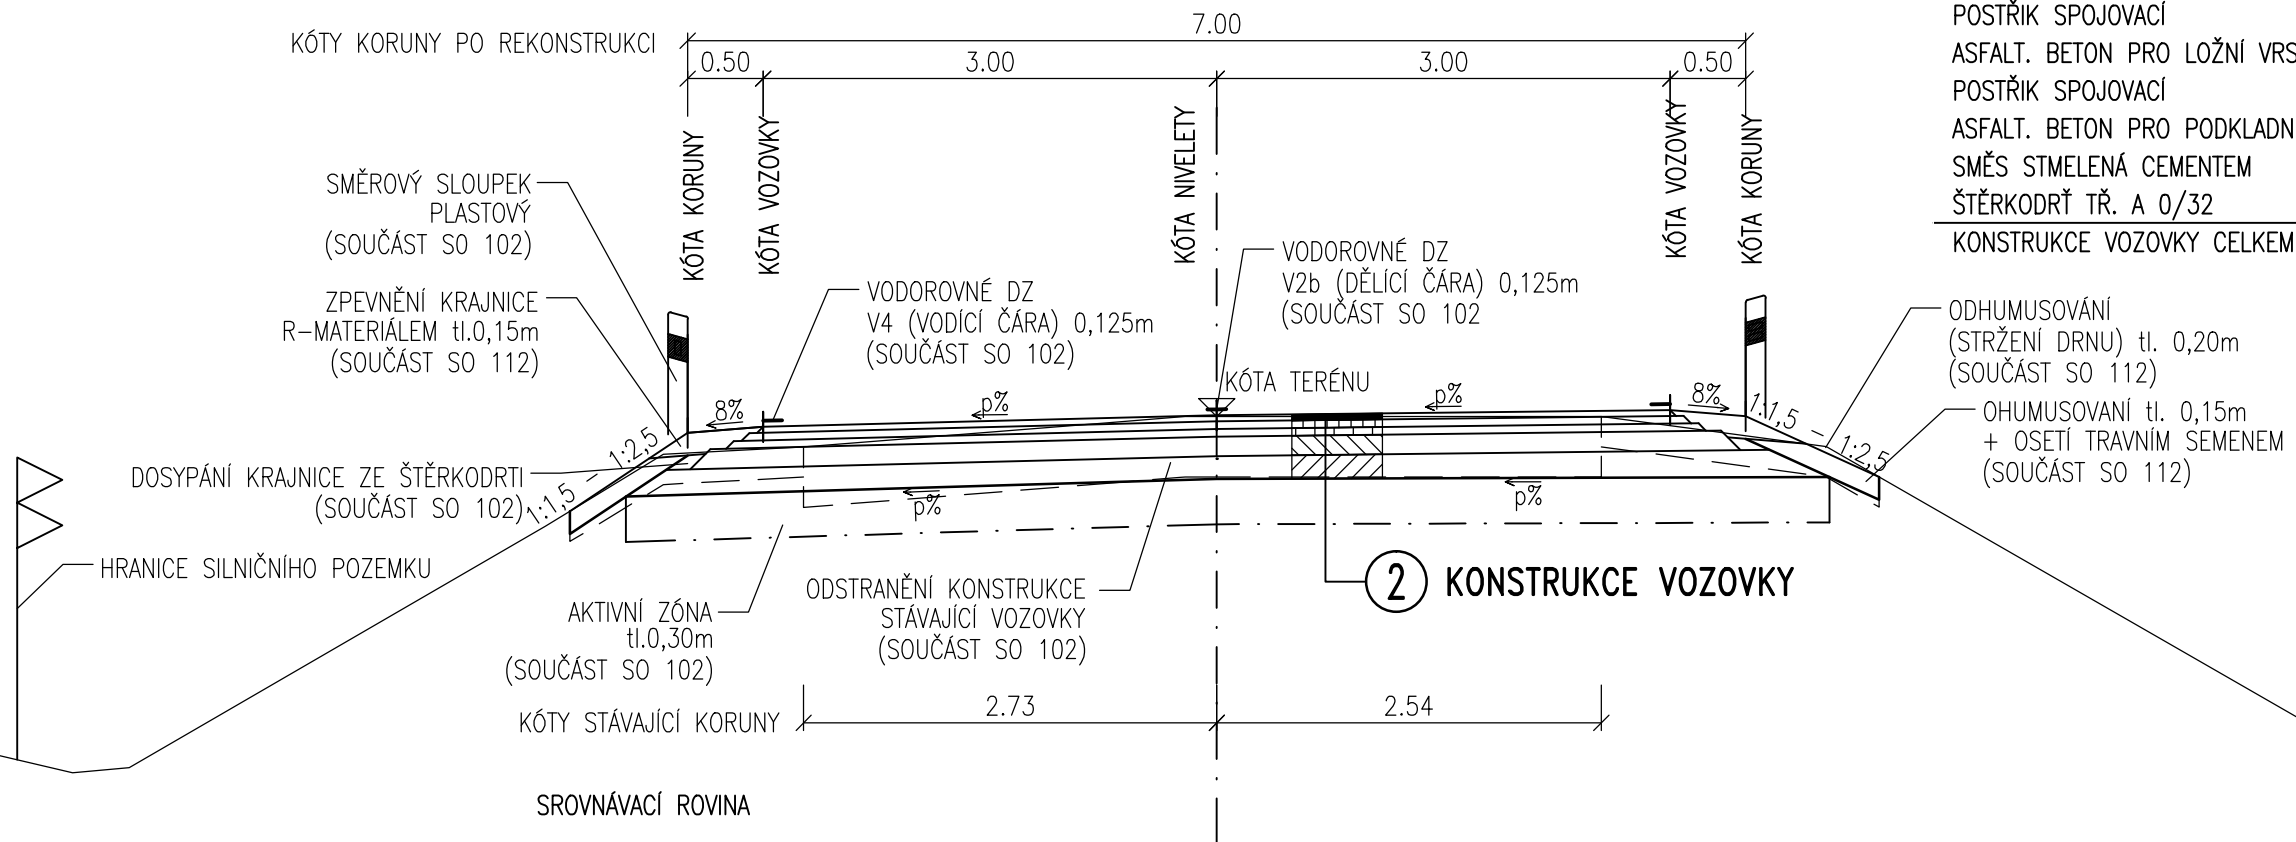 7.00
KÓTY KORUNY PO REKONSTRUKCI
0.50
3.00
3.00
0.50
KÓTA KORUNY
KÓTA VOZOVKY
KÓTA NIVELETY
KÓTA VOZOVKY
KÓTA KORUNY
POSTŘIK SPOJOVACÍ
ASFALT. BETON PRO LOŽNÍ VRS
POSTŘIK SPOJOVACÍ
ASFALT. BETON PRO PODKLADN
SMĚS STMELENÁ CEMENTEM
ŠTĚRKODRŤ TŘ. A 0/32
KONSTRUKCE VOZOVKY CELKEM
SMĚROVÝ SLOUPEK
PLASTOVÝ
(SOUČÁST SO 102)
ZPEVNĚNÍ KRAJNICE
R-MATERIÁLEM tl.0,15m
(SOUČÁST SO 112)
VODOROVNÉ DZ
V4 (VODÍCÍ ČÁRA) 0,125m
(SOUČÁST SO 102)
VODOROVNÉ DZ
V2b (DĚLÍCÍ ČÁRA) 0,125m
(SOUČÁST SO 102
KÓTA TERÉNU
ODHUMUSOVÁNÍ
(STRŽENÍ DRNU) tl. 0,20m
(SOUČÁST SO 112)
OHUMUSOVANÍ tl. 0,15m
+ OSETÍ TRAVNÍM SEMENEM
(SOUČÁST SO 112)
8%
p%
p%
8%
1:1,5 - 1:2,5
1:1,5 - 1:2,5
p%
p%
DOSYPÁNÍ KRAJNICE ZE ŠTĚRKODRTI
(SOUČÁST SO 102)
HRANICE SILNIČNÍHO POZEMKU
AKTIVNÍ ZÓNA
tl.0,30m
(SOUČÁST SO 102)
ODSTRANĚNÍ KONSTRUKCE
STÁVAJÍCÍ VOZOVKY
(SOUČÁST SO 102)
2 KONSTRUKCE VOZOVKY
KÓTY STÁVAJÍCÍ KORUNY
2.73
2.54
SROVNÁVACÍ ROVINA